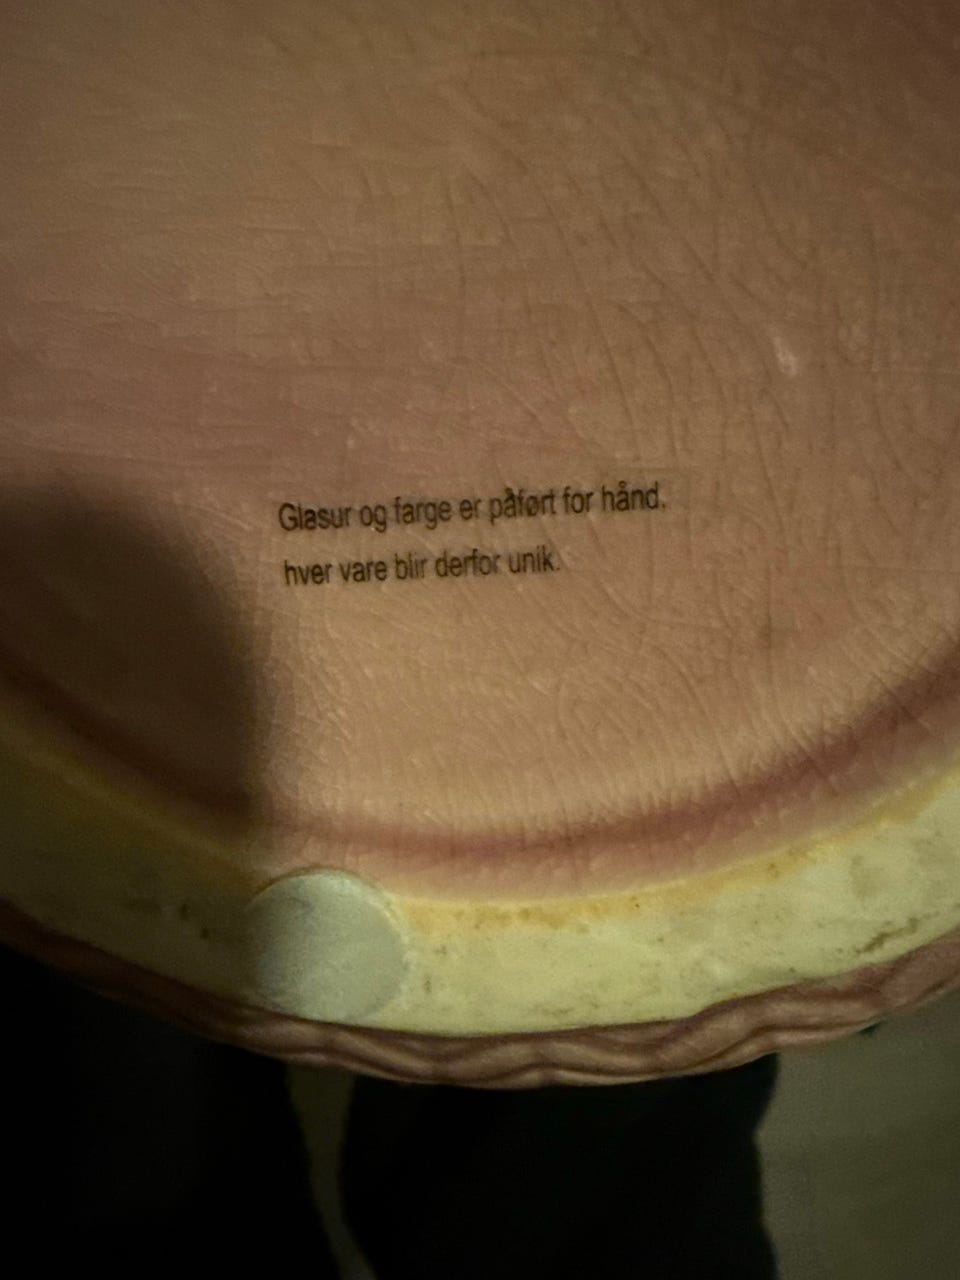 Glasur og farge er påført for hånd.
hver vare blir derfor unik.